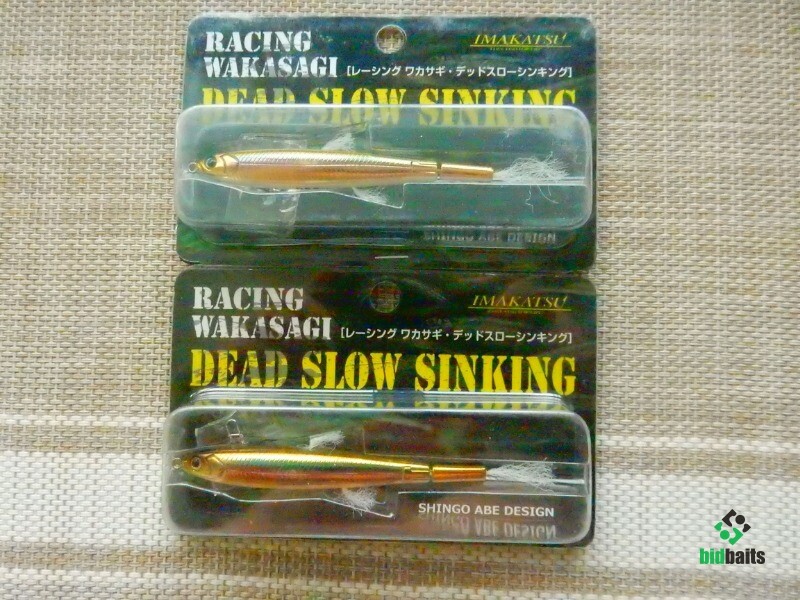 RACING
WAKASAGI [レーシング ワカサギ・デッドスローシンキング]
IMAKATSU
DEAD SLOW SINKING
SHINGO ABE DESIGN
RACING
WAKASAGI [レーシング ワカサギ・デッドスローシンキング]
IMAKATSU
DEAD SLOW SINKING
SHINGO ABE DESIGN
bidbaits